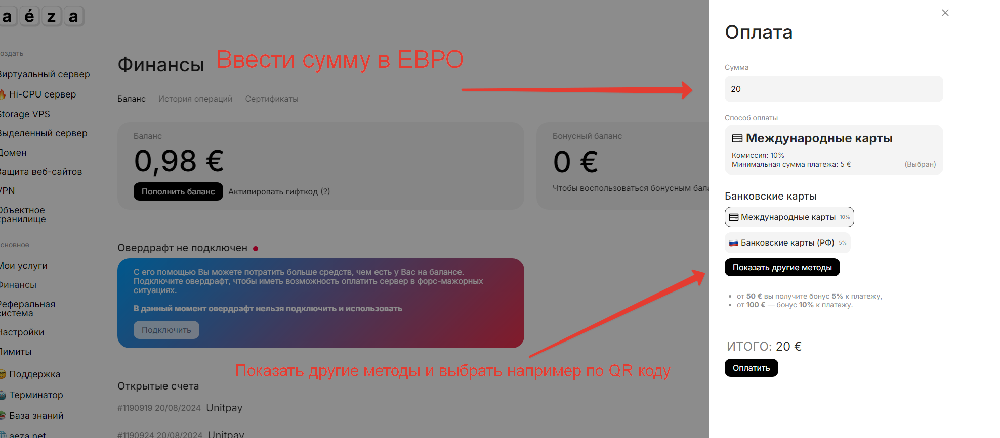 aéza
оздать
Виртуальный сервер
Hi-CPU сервер
Storage VPS
Выделенный сервер
Домен
Защита веб-сайтов
VPN
Объектное
хранилище
сновное
Мои услуги
Финансы
Реферальная
система
Настройки
Лимиты
Поддержка
Терминатор
База знаний
aeza.net
Финансы
Ввести сумму в ЕВРО
Баланс История операций Сертификаты
Баланс
0,98 €
Пополнить баланс Активировать гифткод (?)
Бонусный баланс
0 €
Чтобы воспользоваться бонусным бала
Овердрафт не подключен
С его помощью Вы можете потратить больше средств, чем есть у Вас на балансе.
Подключите овердрафт, чтобы иметь возможность оплатить сервер в форс-мажорных
ситуациях.
В данный момент овердрафт нельзя подключить и использовать
Подключить
Показать другие методы и выбрать например по QR коду
Открытые счета
#1190919 20/08/2024 Unitpay
#1190924 20/08/2024 Unitpay
Оплата
Сумма
20
Способ оплаты
Международные карты
Комиссия: 10%
Минимальная сумма платежа: 5 € (Выбран)
Банковские карты
Международные карты 10%
Банковские карты (РФ) 5%
Показать другие методы
от 50 € вы получите бонус 5% к платежу,
от 100 € — бонус 10% к платежу.
ИТОГО: 20 €
Оплатить